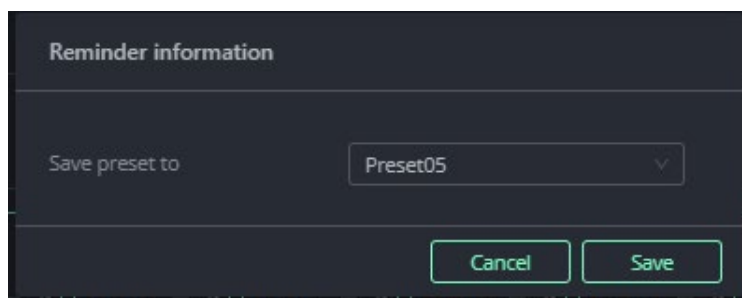 Reminder information
Save preset to
Preset05
Cancel
Save